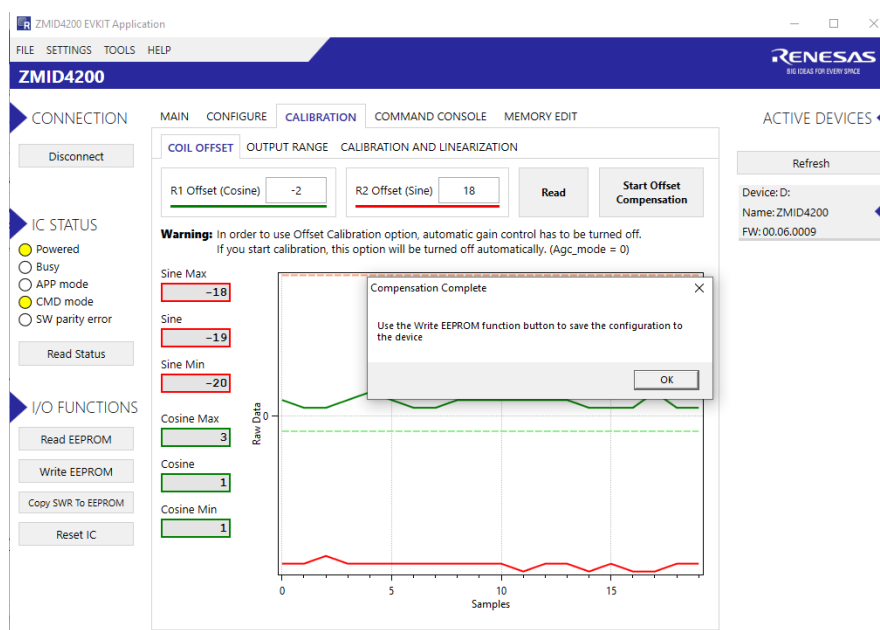 ZMID4200 EVKIT Application
FILE SETTINGS TOOLS HELP
RENESAS
BIG IDEAS FOR EVERY SPACE
ZMID4200
CONNECTION
Disconnect
IC STATUS
Powered
Busy
APP mode
CMD mode
SW parity error
Read Status
I/O FUNCTIONS
Read EEPROM
Write EEPROM
Copy SWR To EEPROM
Reset IC
MAIN CONFIGURE CALIBRATION COMMAND CONSOLE MEMORY EDIT
COIL OFFSET OUTPUT RANGE CALIBRATION AND LINEARIZATION
R1 Offset (Cosine) -2
R2 Offset (Sine) 18
Read
Start Offset
Compensation
Warning: In order to use Offset Calibration option, automatic gain control has to be turned off.
If you start calibration, this option will be turned off automatically. (Agc_mode = 0)
Sine Max
-18
Sine
-19
Sine Min
-20
Cosine Max
3
Cosine
1
Cosine Min
1
Raw Data
0
0 5 10 15
Samples
Compensation Complete
Use the Write EEPROM function button to save the configuration to
the device
OK
ACTIVE DEVICES
Refresh
Device: D:
Name: ZMID4200
FW: 00.06.0009